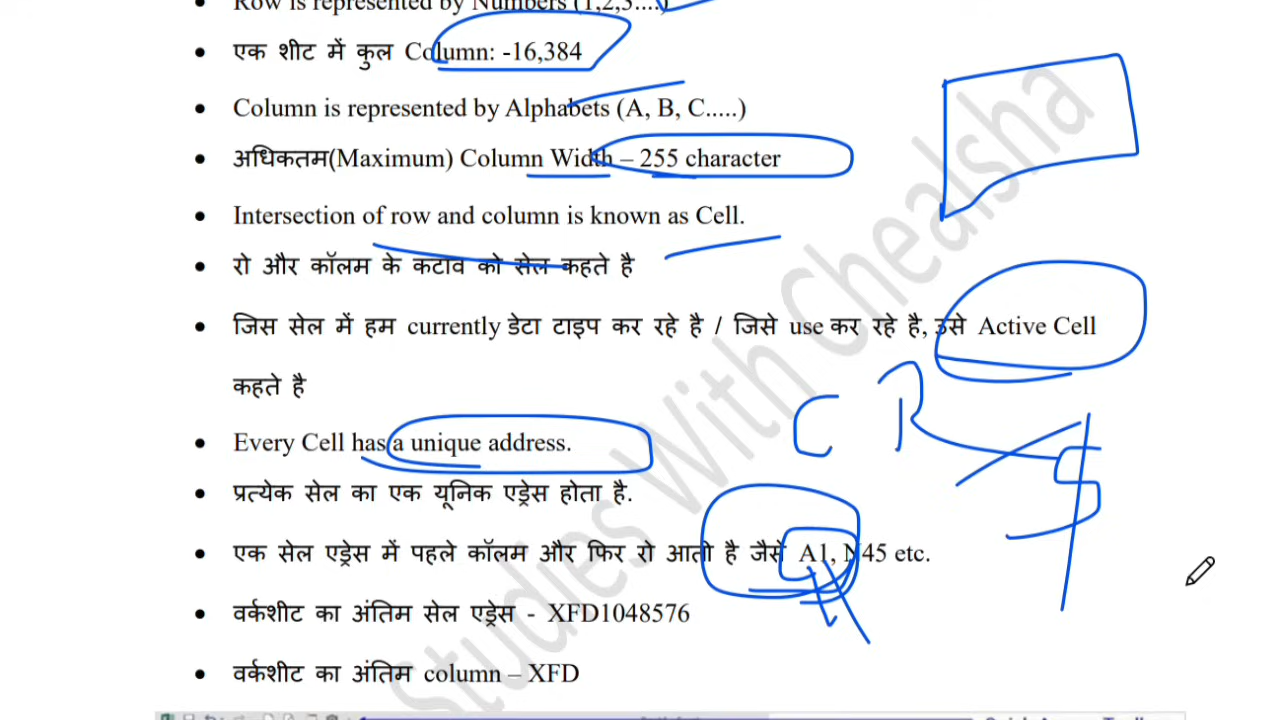 • Row is represented by Numbers (1,2,3....)
• एक शीट में कुल Column: -16,384
• Column is represented by Alphabets (A, B, C.....)
• अधिकतम(Maximum) Column Width – 255 character
• Intersection of row and column is known as Cell.
• रो और कॉलम के कटाव को सेल कहते है
• जिस सेल में हम currently डेटा टाइप कर रहे है / जिसे use कर रहे है, उसे Active Cell
कहते है
C R
$
• Every Cell has a unique address.
• प्रत्येक सेल का एक यूनिक एड्रेस होता है.
• एक सेल एड्रेस में पहले कॉलम और फिर रो आती है जैसे A1, N45 etc.
• वर्कशीट का अंतिम सेल एड्रेस - XFD1048576
• वर्कशीट का अंतिम column – XFD
Studies With Chealsha